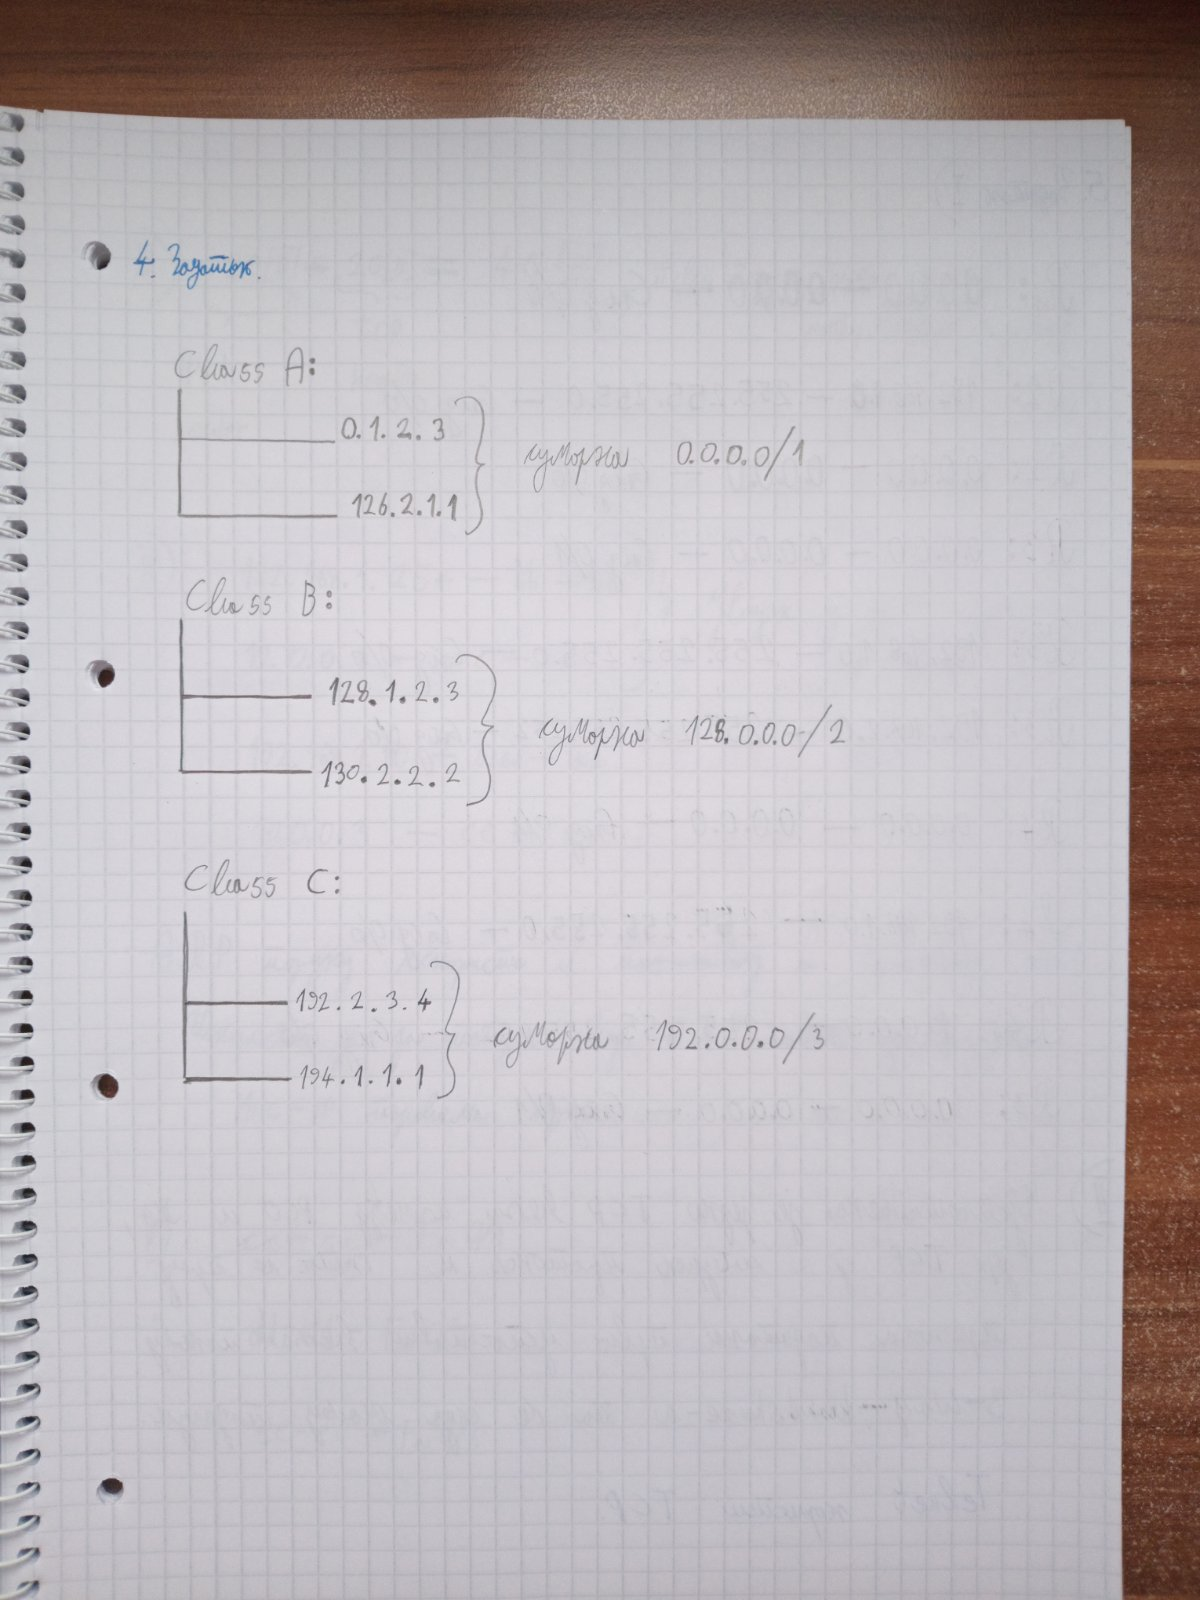 4. Задатак.
Class A:
0.1.2.3
сумарна 0.0.0.0/1
126.2.1.1
Class B:
128.1.2.3
сумарна 128.0.0.0/2
130.2.2.2
Class C:
192.2.3.4
сумарна 192.0.0.0/3
194.1.1.1